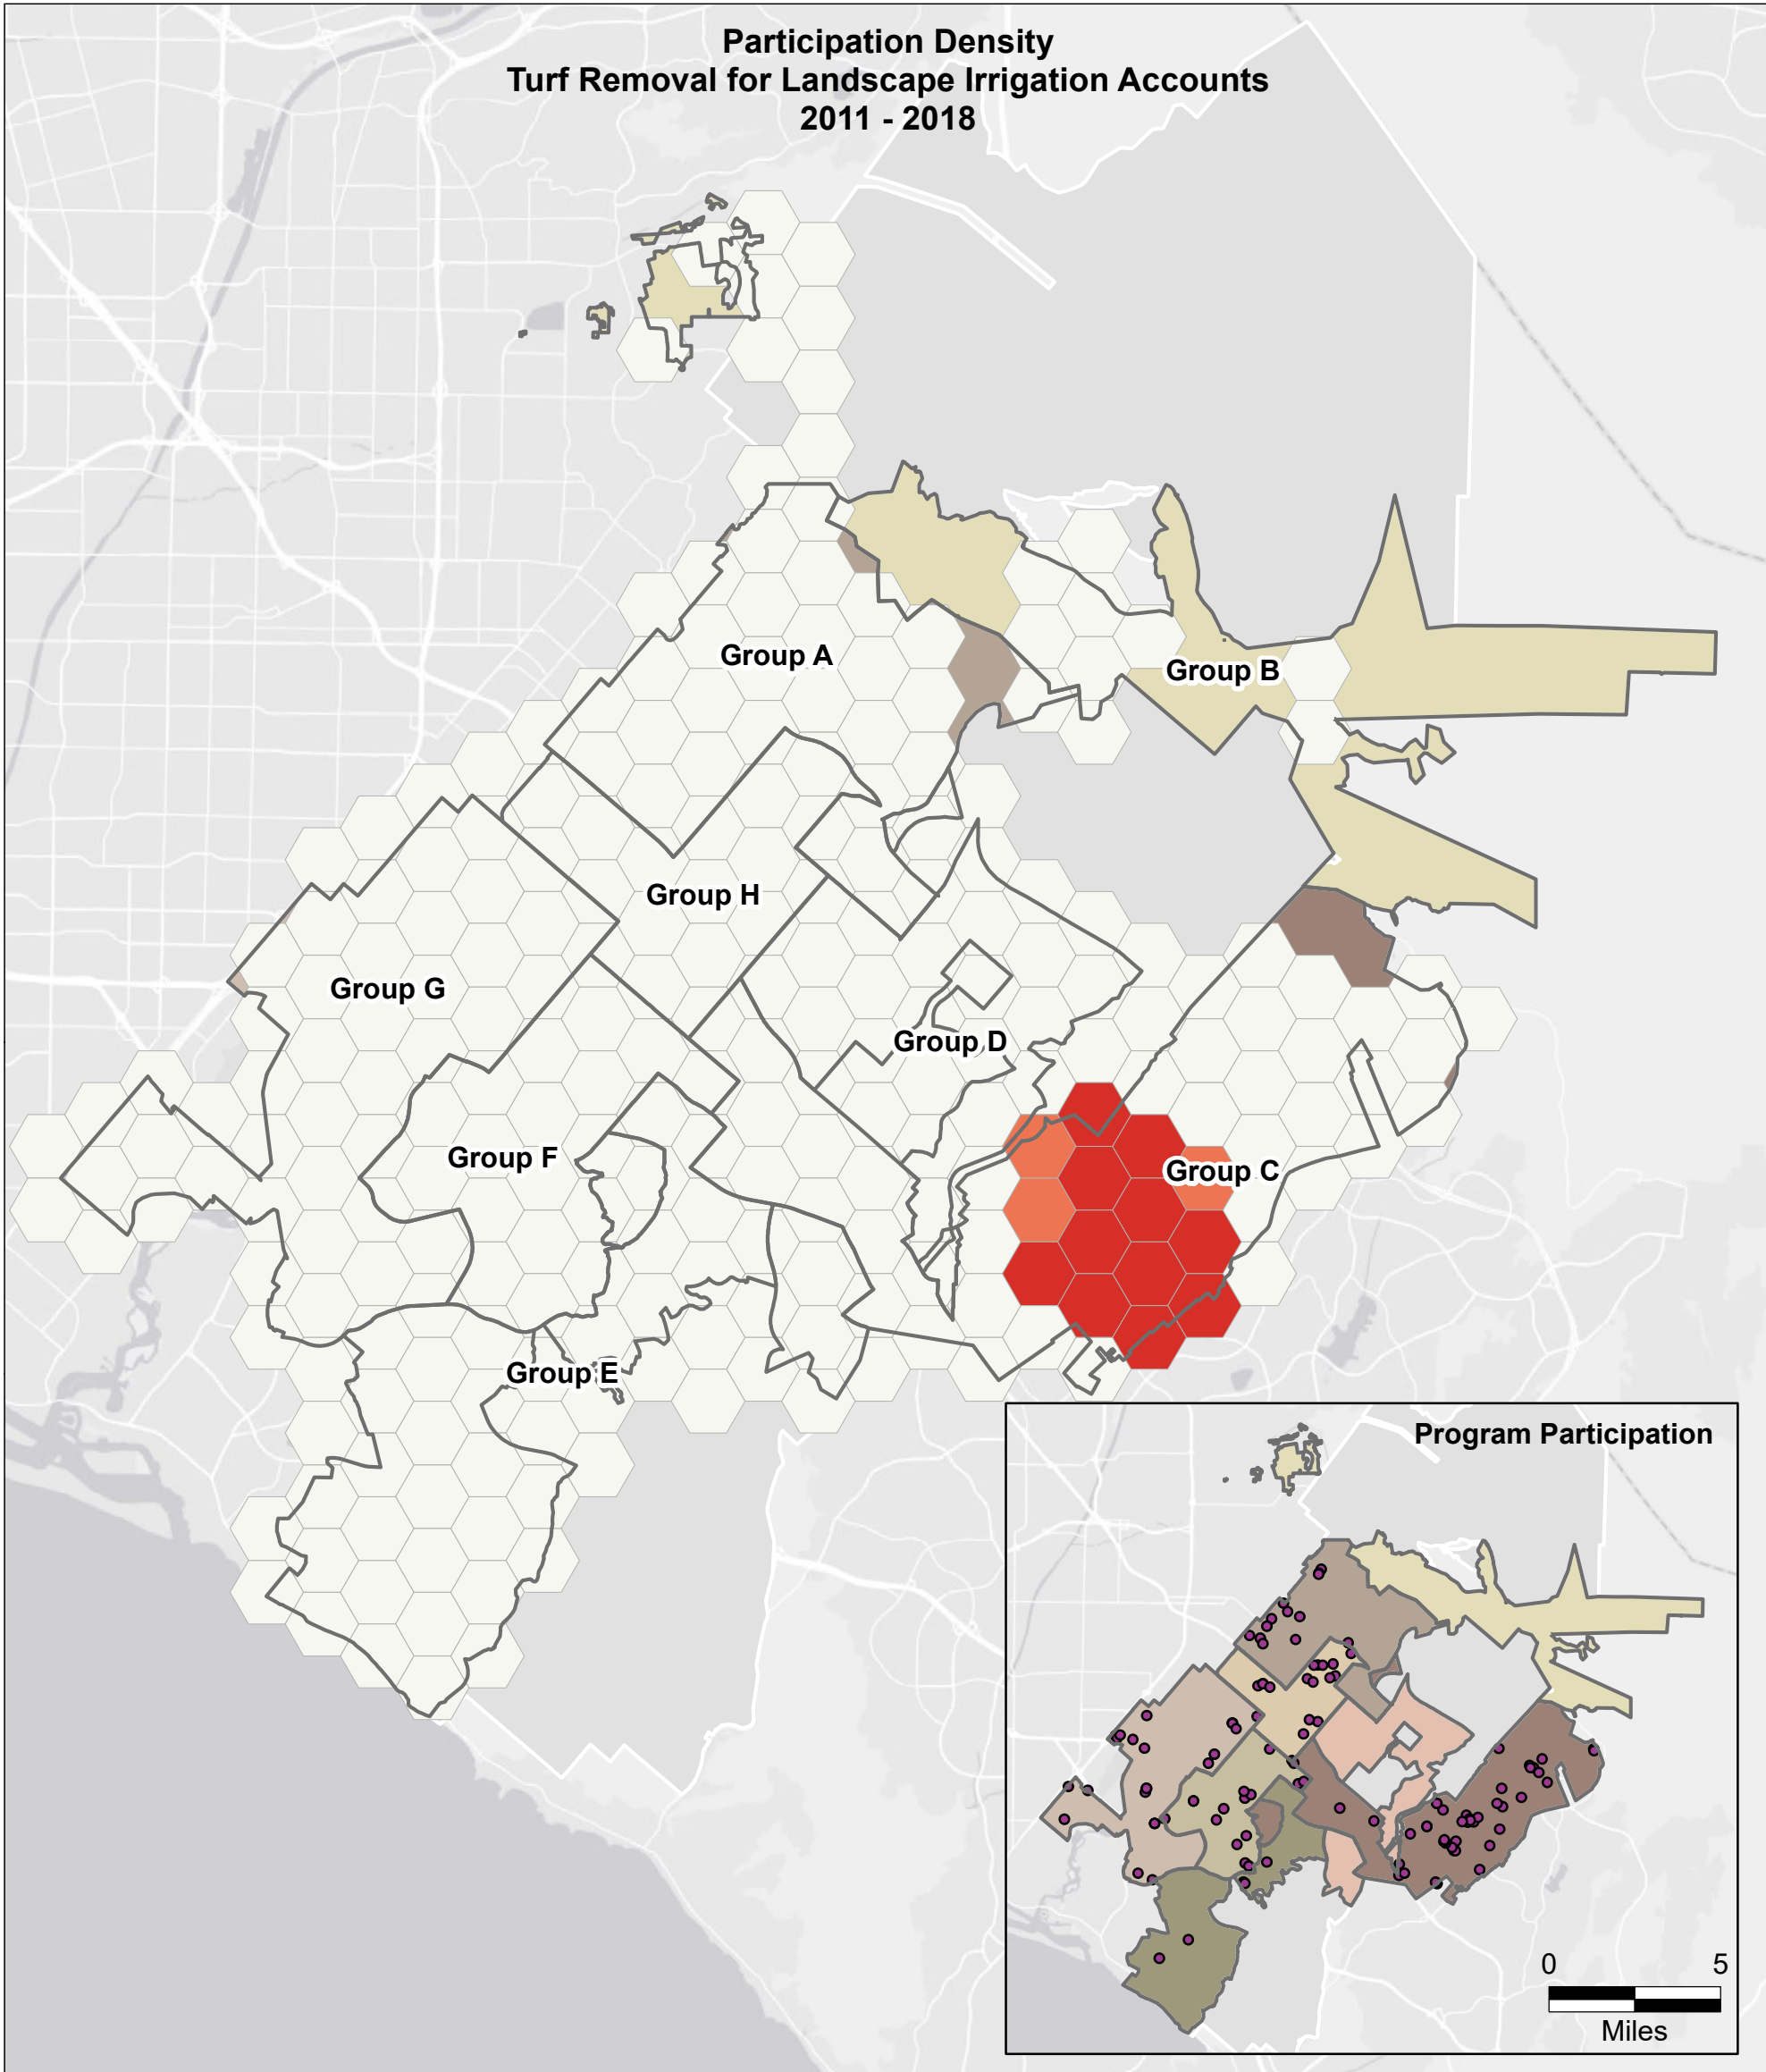 Participation Density
Turf Removal for Landscape Irrigation Accounts
2011 - 2018
Group A
Group B
Group H
Group G
Group D
Group F
Group C
Group E
Program Participation
0 5
Miles